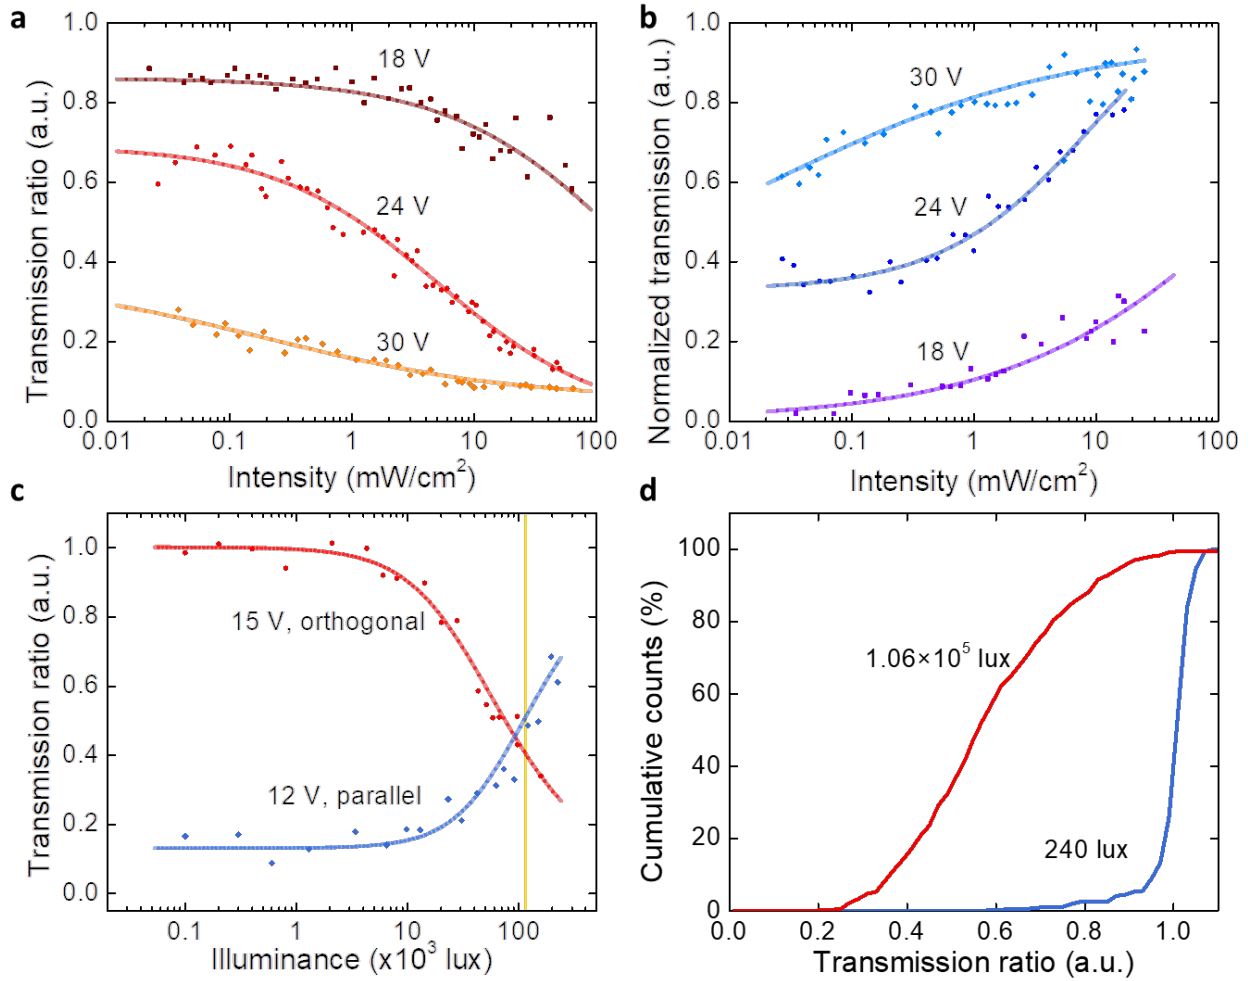 a
Transmission ratio (a.u.)
1.0
0.8
0.6
0.4
0.2
0.0
18 V
24 V
30 V
0.01 0.1 1 10 100
Intensity (mW/cm²)
b
Normalized transmission (a.u.)
1.0
0.8
0.6
0.4
0.2
0.0
30 V
24 V
18 V
0.01 0.1 1 10 100
Intensity (mW/cm²)
c
Transmission ratio (a.u.)
1.0
0.8
0.6
0.4
0.2
0.0
15 V, orthogonal
12 V, parallel
0.1 1 10 100
Illuminance (x10³ lux)
d
Cumulative counts (%)
100
80
60
40
20
0
1.06×10⁵ lux
240 lux
0.0 0.2 0.4 0.6 0.8 1.0
Transmission ratio (a.u.)